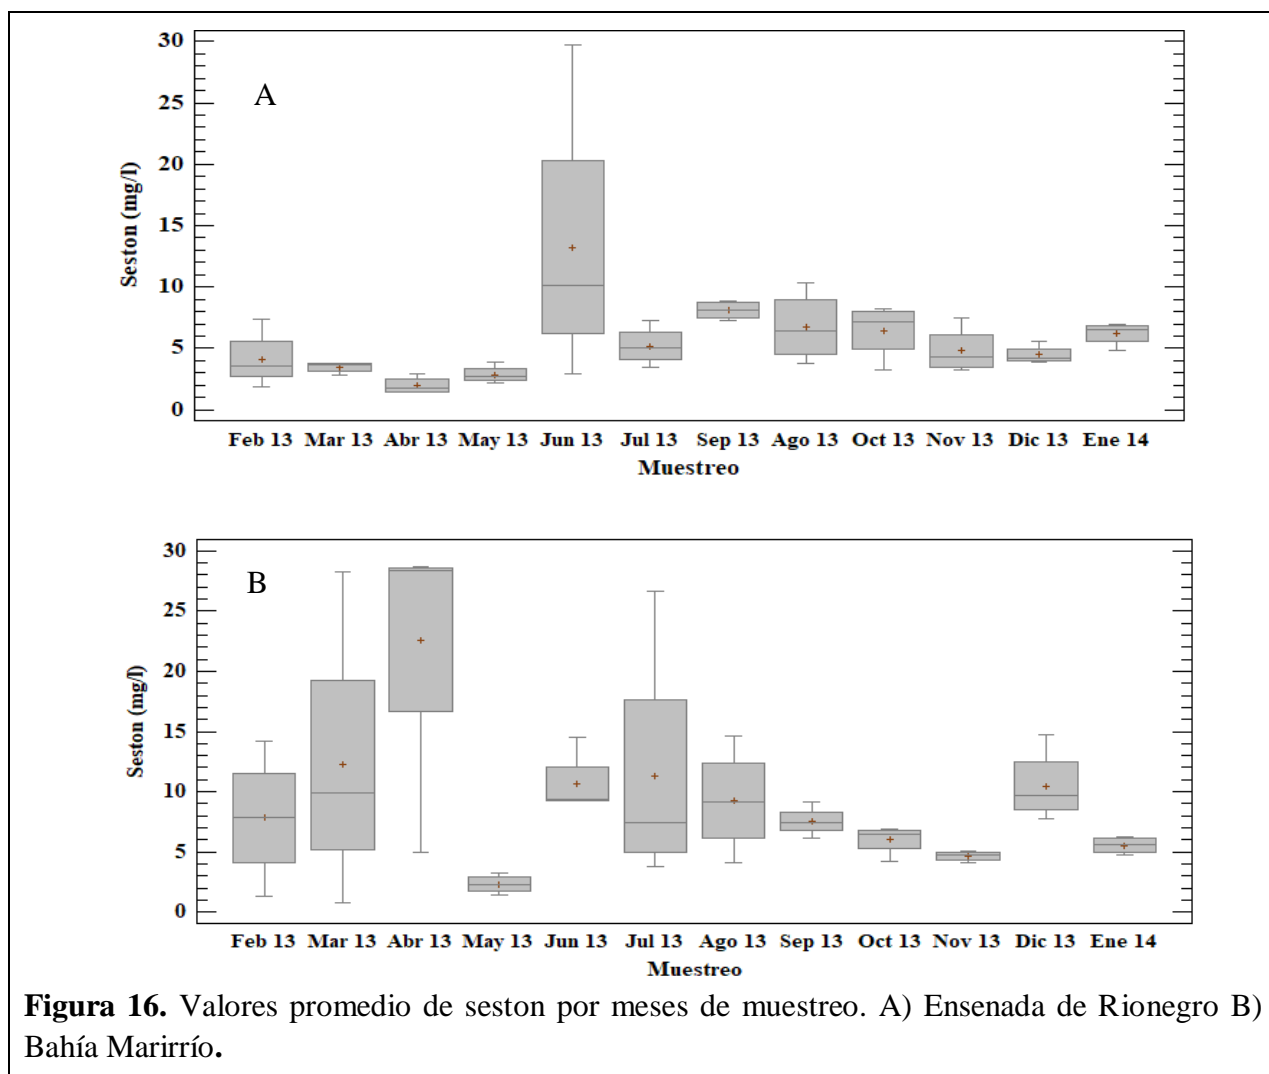 A
Seston (mg/l)
30
25
20
15
10
5
0
Feb 13 Mar 13 Abr 13 May 13 Jun 13 Jul 13 Sep 13 Ago 13 Oct 13 Nov 13 Dic 13 Ene 14
Muestreo
B
Seston (mg/l)
30
25
20
15
10
5
0
Feb 13 Mar 13 Abr 13 May 13 Jun 13 Jul 13 Ago 13 Sep 13 Oct 13 Nov 13 Dic 13 Ene 14
Muestreo
Figura 16. Valores promedio de seston por meses de muestreo. A) Ensenada de Rionegro B)
Bahía Marirrío.